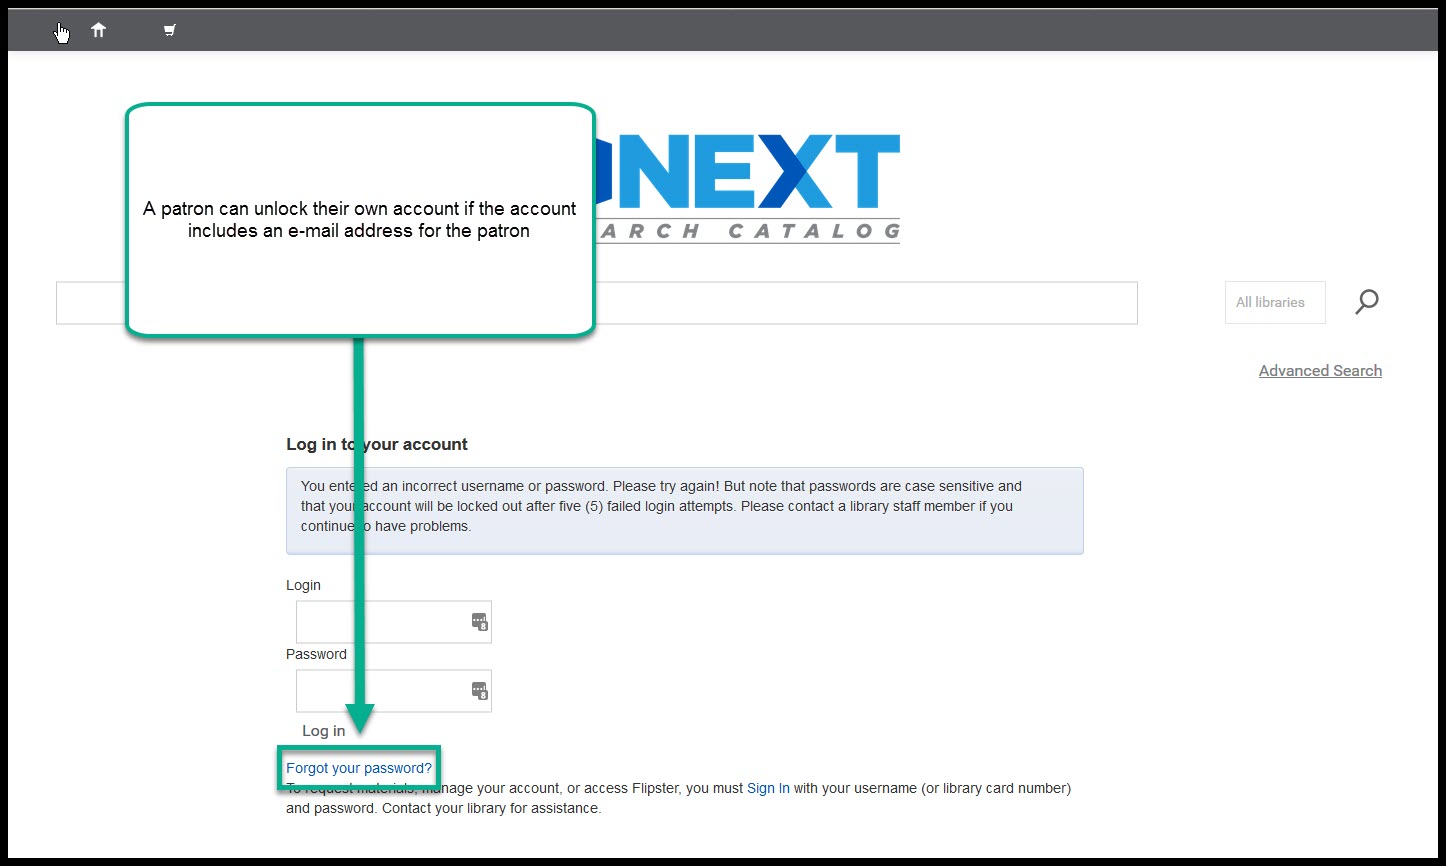 A patron can unlock their own account if the account
includes an e-mail address for the patron
NEXT
ARCH CATALOG
All libraries
Advanced Search
Log in to your account
You entered an incorrect username or password. Please try again! But note that passwords are case sensitive and
that your account will be locked out after five (5) failed login attempts. Please contact a library staff member if you
continue to have problems.
Login
8
Password
8
Log in
Forgot your password?
To request materials, manage your account, or access Flipster, you must Sign In with your username (or library card number)
and password. Contact your library for assistance.